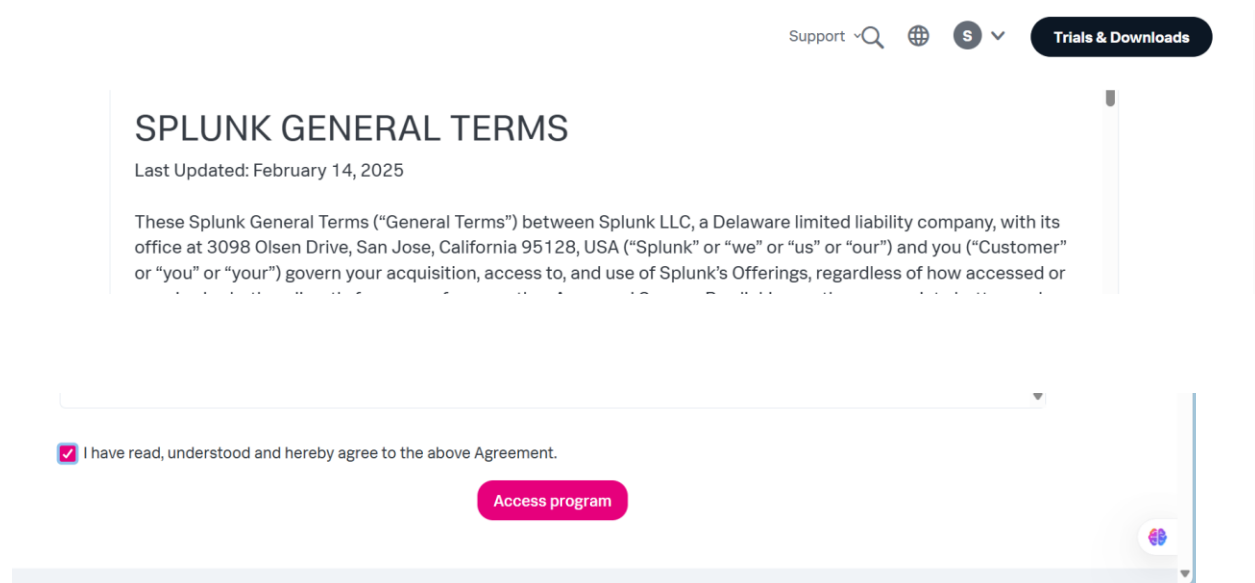 Support
S
Trials & Downloads
SPLUNK GENERAL TERMS
Last Updated: February 14, 2025
These Splunk General Terms (“General Terms”) between Splunk LLC, a Delaware limited liability company, with its
office at 3098 Olsen Drive, San Jose, California 95128, USA (“Splunk” or “we” or “us” or “our”) and you (“Customer”
or “you” or “your”) govern your acquisition, access to, and use of Splunk’s Offerings, regardless of how accessed or
I have read, understood and hereby agree to the above Agreement.
Access program